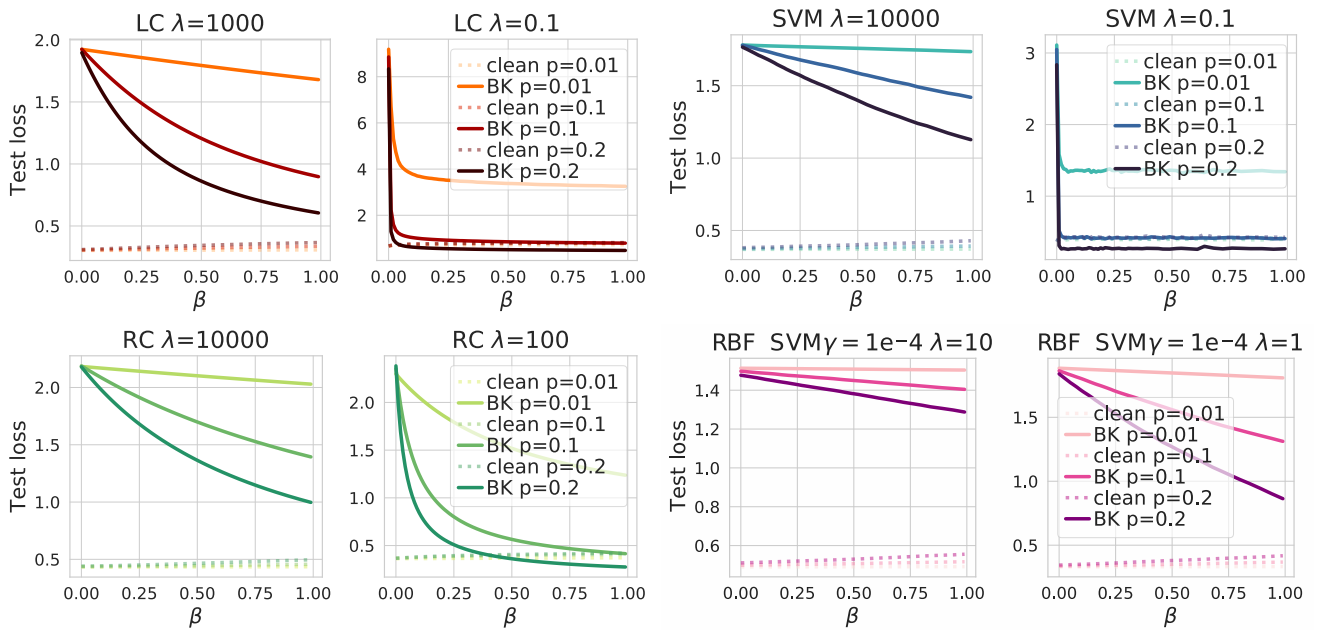 LC λ=1000
2.0
1.5
1.0
0.5
Test loss
0.00 0.25 0.50 0.75 1.00
β
LC λ=0.1
8
6
4
2
0.00 0.25 0.50 0.75 1.00
β
clean p=0.01
BK p=0.01
clean p=0.1
BK p=0.1
clean p=0.2
BK p=0.2
SVM λ=10000
1.5
1.0
0.5
Test loss
0.00 0.25 0.50 0.75 1.00
β
SVM λ=0.1
3
2
1
0.00 0.25 0.50 0.75 1.00
β
clean p=0.01
BK p=0.01
clean p=0.1
BK p=0.1
clean p=0.2
BK p=0.2
RC λ=10000
2.0
1.5
1.0
0.5
Test loss
0.00 0.25 0.50 0.75 1.00
β
RC λ=100
2.0
1.5
1.0
0.5
0.00 0.25 0.50 0.75 1.00
β
clean p=0.01
BK p=0.01
clean p=0.1
BK p=0.1
clean p=0.2
BK p=0.2
RBF SVMγ = 1e–4 λ=10
1.6
1.4
1.2
1.0
0.8
0.6
Test loss
0.00 0.25 0.50 0.75 1.00
β
RBF SVMγ = 1e–4 λ=1
1.5
1.0
0.5
0.00 0.25 0.50 0.75 1.00
β
clean p=0.01
BK p=0.01
clean p=0.1
BK p=0.1
clean p=0.2
BK p=0.2